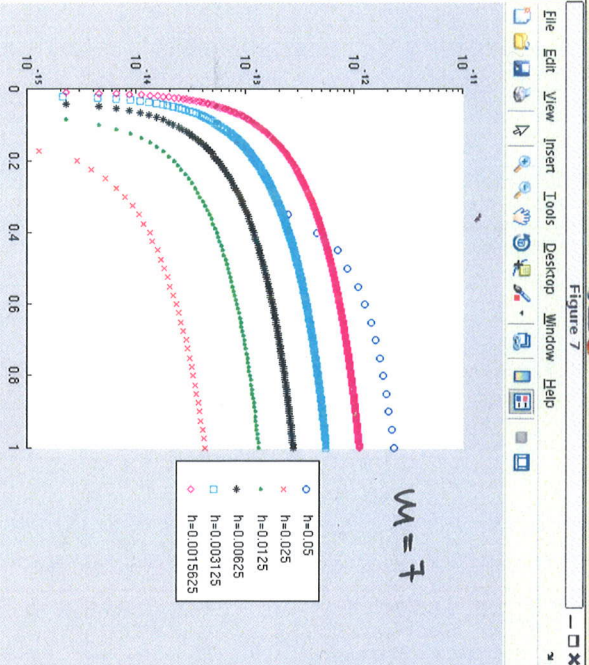 Figure 7
File Edit View Insert Tools Desktop Window Help
10 -11
10 -12
10 -13
10 -14
10 -15
0 0.2 0.4 0.6 0.8 1
h=0.05
h=0.025
h=0.0125
h=0.00625
h=0.003125
h=0.0015625
m = 7